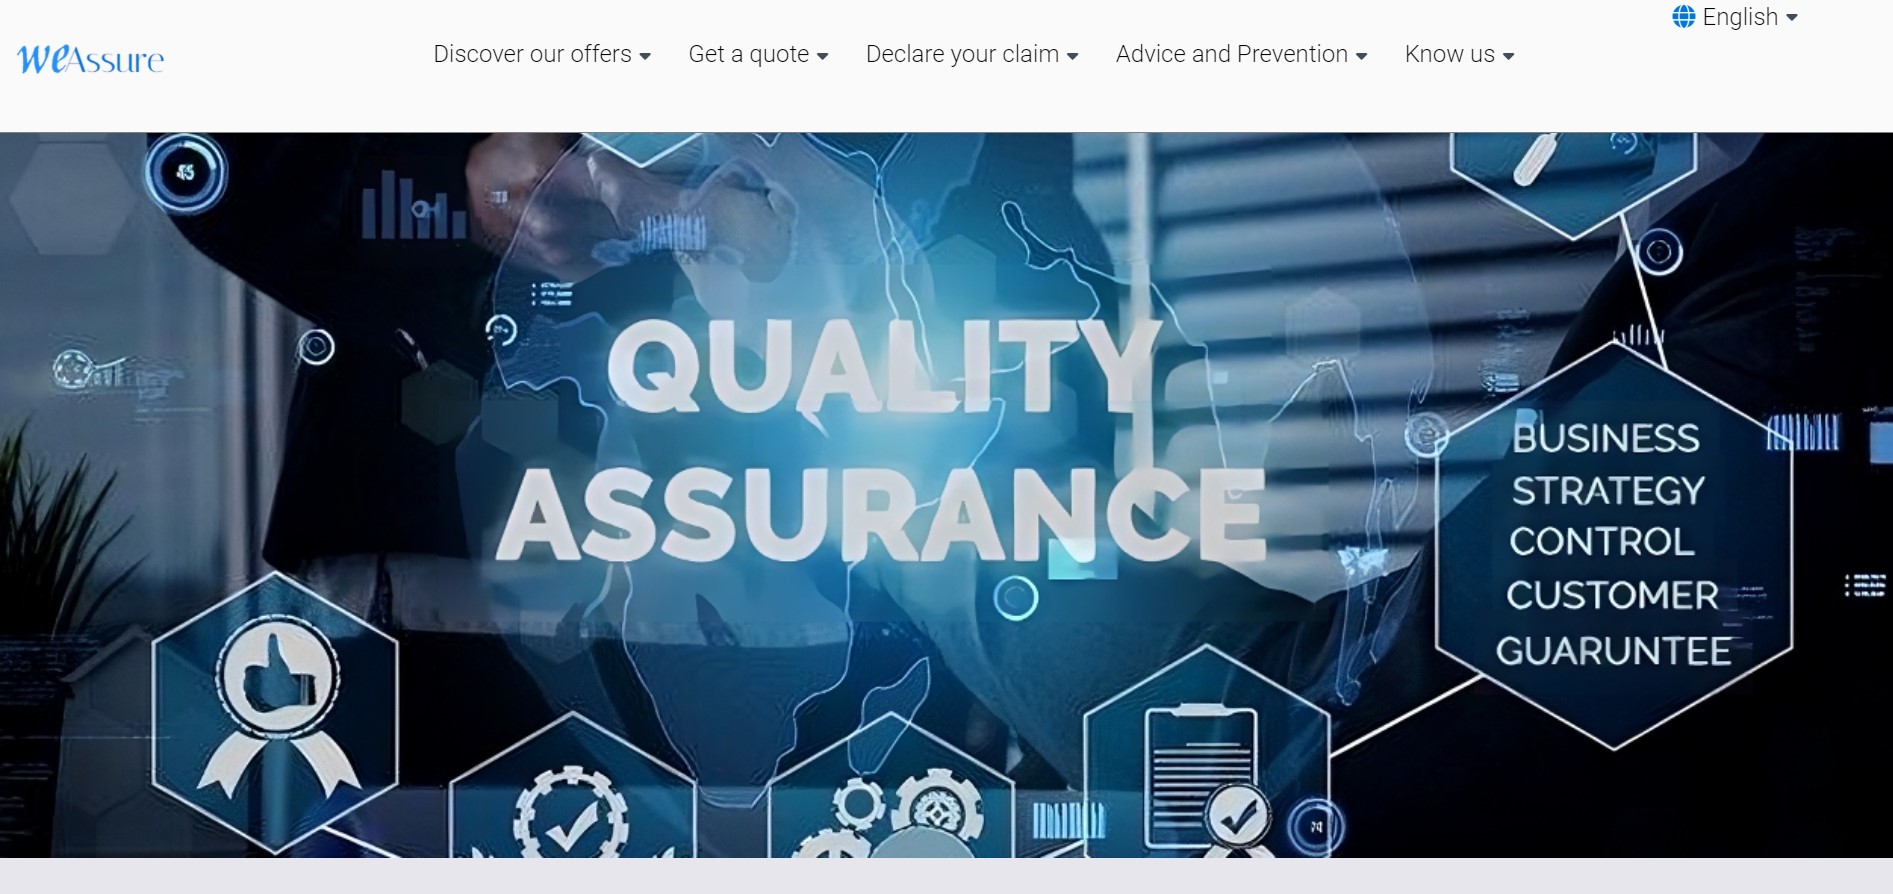 English
weAssure
Discover our offers
Get a quote
Declare your claim
Advice and Prevention
Know us
QUALITY
ASSURANCE
BUSINESS
STRATEGY
CONTROL
CUSTOMER
GUARUNTEE